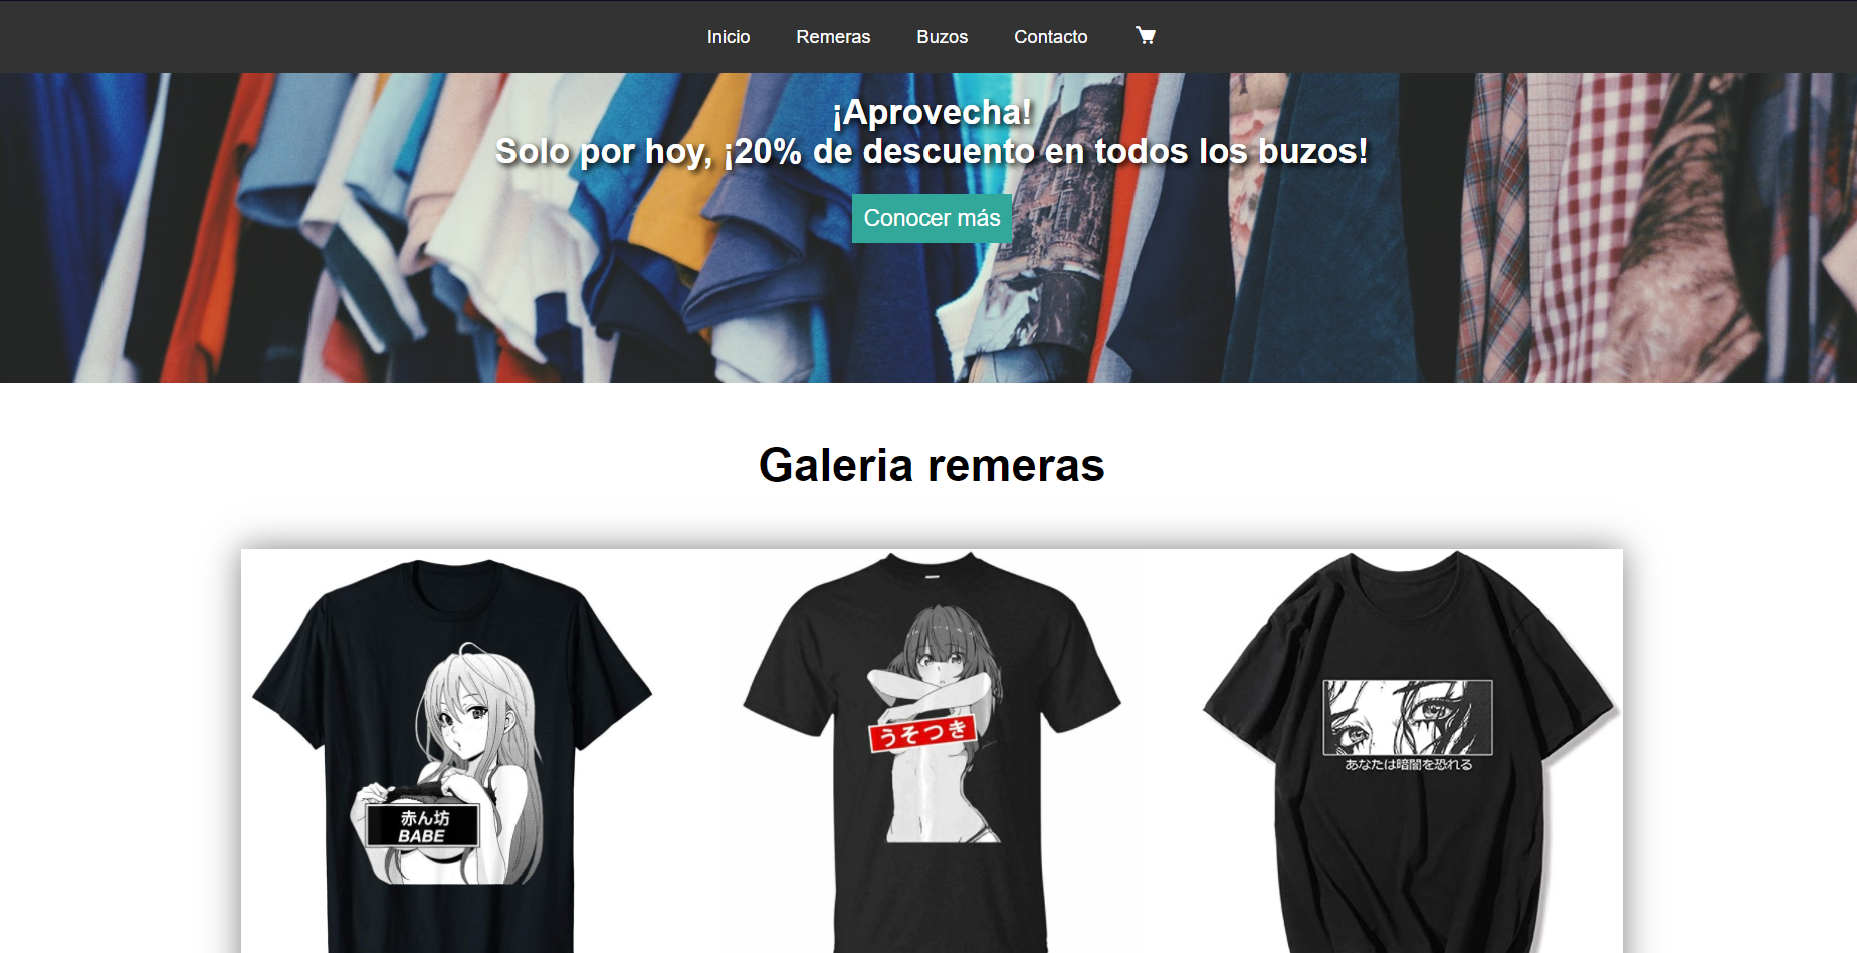 Inicio Remeras Buzos Contacto
¡Aprovecha!
Solo por hoy, ¡20% de descuento en todos los buzos!
Conocer más
Galeria remeras
赤ん坊
BABE
うそつき
あなたは暗闇を恐れる